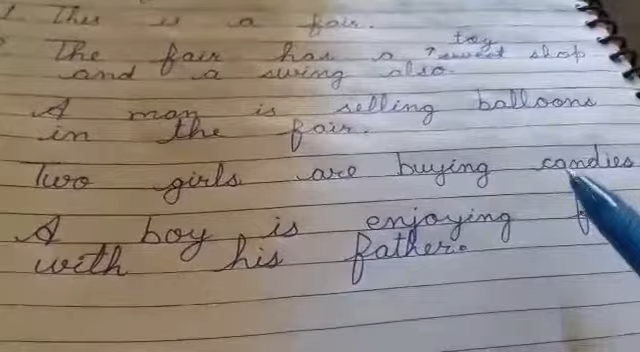 1. This is a fair.
The fair has a toy sweet shop
and a swing also.
A man is selling balloons
in the fair.
Two girls are buying candies
A boy is enjoying
with his father.